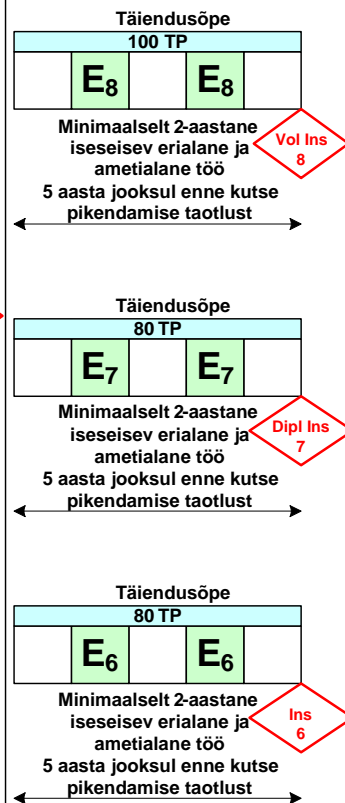 Täiendusõpe
100 TP
E8 E8
Minimaalselt 2-aastane
iseseisev erialane ja
ametialane töö
5 aasta jooksul enne kutse
pikendamise taotlust
Vol Ins
8
Täiendusõpe
80 TP
E7 E7
Minimaalselt 2-aastane
iseseisev erialane ja
ametialane töö
5 aasta jooksul enne kutse
pikendamise taotlust
Dipl Ins
7
Täiendusõpe
80 TP
E6 E6
Minimaalselt 2-aastane
iseseisev erialane ja
ametialane töö
5 aasta jooksul enne kutse
pikendamise taotlust
Ins
6